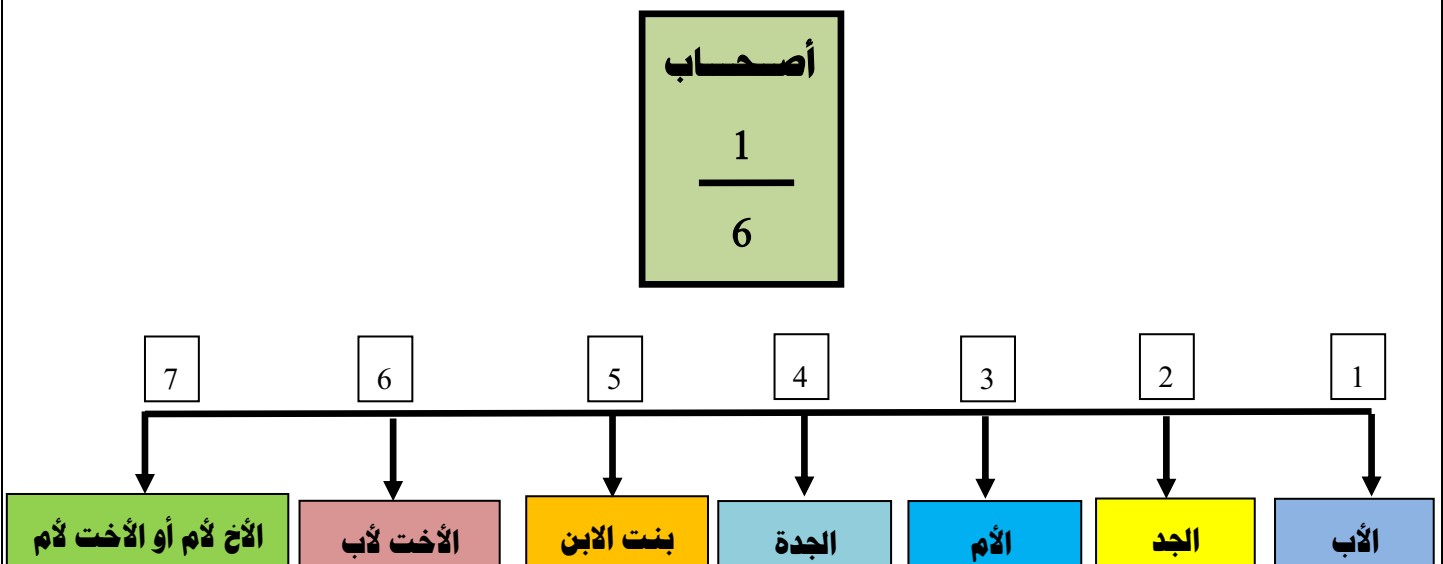 أصـحـاب
1
6
1 2 3 4 5 6 7
الأب الجد الأم الجدة بنت الابن الأخت لأب الأخ لأم أو الأخت لأم